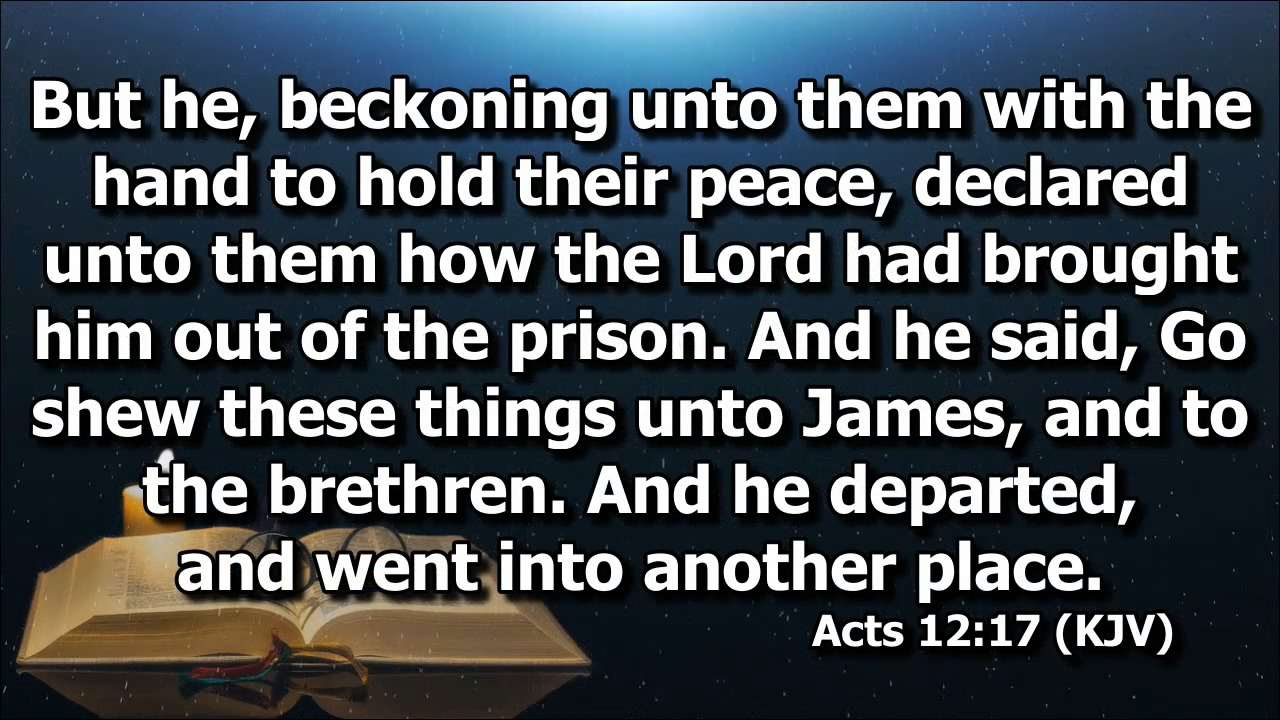 But he, beckoning unto them with the
hand to hold their peace, declared
unto them how the Lord had brought
him out of the prison. And he said, Go
shew these things unto James, and to
the brethren. And he departed,
and went into another place.
Acts 12:17 (KJV)